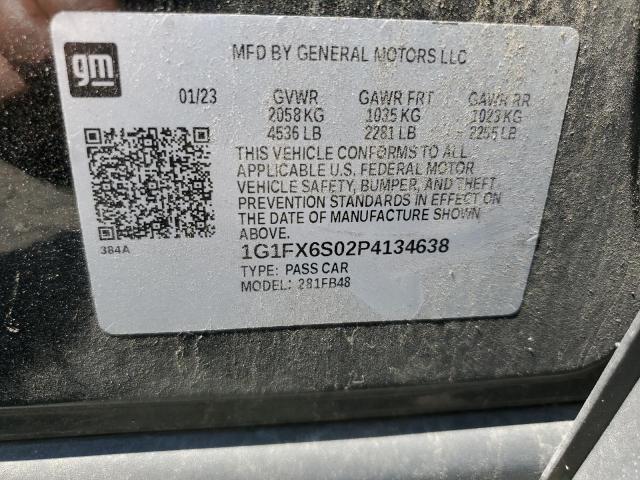 gm
MFD BY GENERAL MOTORS LLC
01/23 GVWR GAWR FRT GAWR RR
2058 KG 1035 KG 1023 KG
4536 LB 2281 LB 2255 LB
THIS VEHICLE CONFORMS TO ALL
APPLICABLE U.S. FEDERAL MOTOR
VEHICLE SAFETY, BUMPER, AND THEFT
PREVENTION STANDARDS IN EFFECT ON
THE DATE OF MANUFACTURE SHOWN
ABOVE.
384A
1G1FX6S02P4134638
TYPE: PASS CAR
MODEL: 281FB48